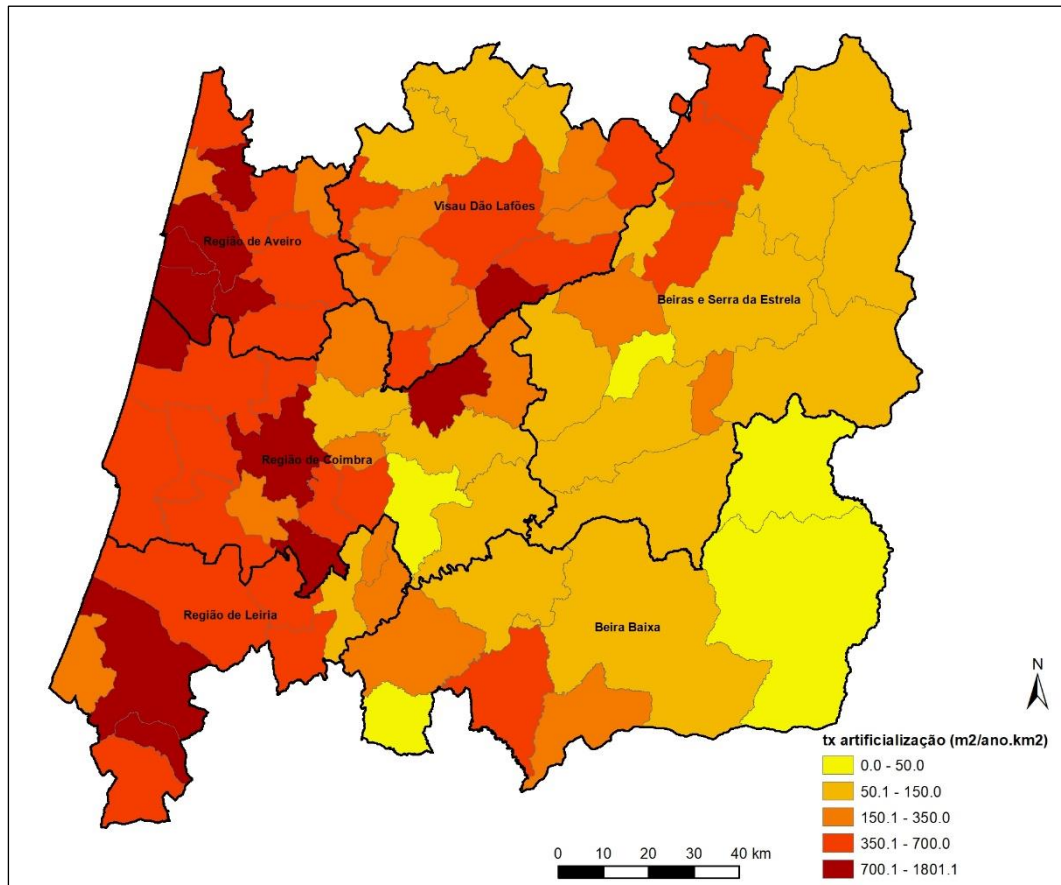 Visau Dão Lafões
Região de Aveiro
Beiras e Serra da Estrela
Região de Coimbra
Região de Leiria
Beira Baixa
N
tx artificialização (m2/ano.km2)
0.0 - 50.0
50.1 - 150.0
150.1 - 350.0
350.1 - 700.0
700.1 - 1801.1
0 10 20 30 40 km